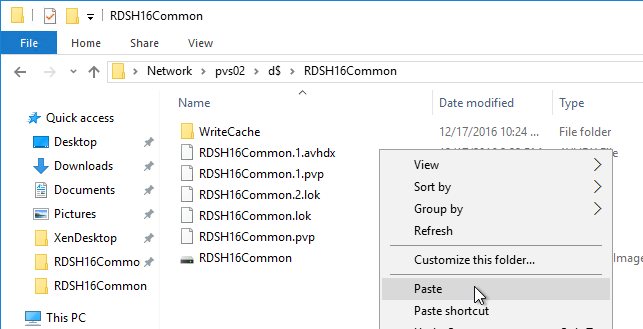 RDSH16Common
File
Home
Share
View
Network > pvs02 > d$ > RDSH16Common
Name
Date modified
Type
Quick access
Desktop
Downloads
Documents
Pictures
XenDesktop
RDSH16Commo
RDSH16Common
This PC
WriteCache
12/17/2016 10:24 ...
File folder
RDSH16Common.1.avhdx
RDSH16Common.1.pvp
RDSH16Common.2.lok
RDSH16Common.lok
RDSH16Common.pvp
RDSH16Common
Image
View
Sort by
Group by
Refresh
Customize this folder...
Paste
Paste shortcut